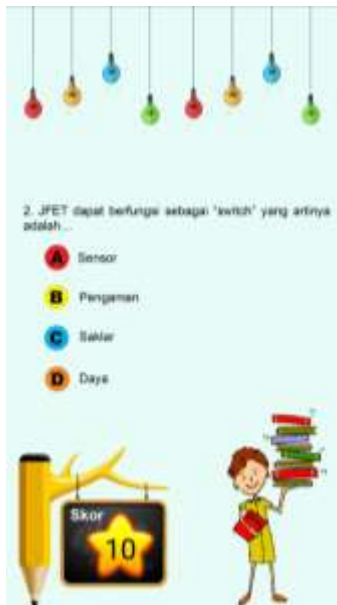 2. JFET dapat berfungsi sebagai "switch" yang artinya
adalah...
A Sensor
B Pengaman
C Saklar
D Daya
Skor
10